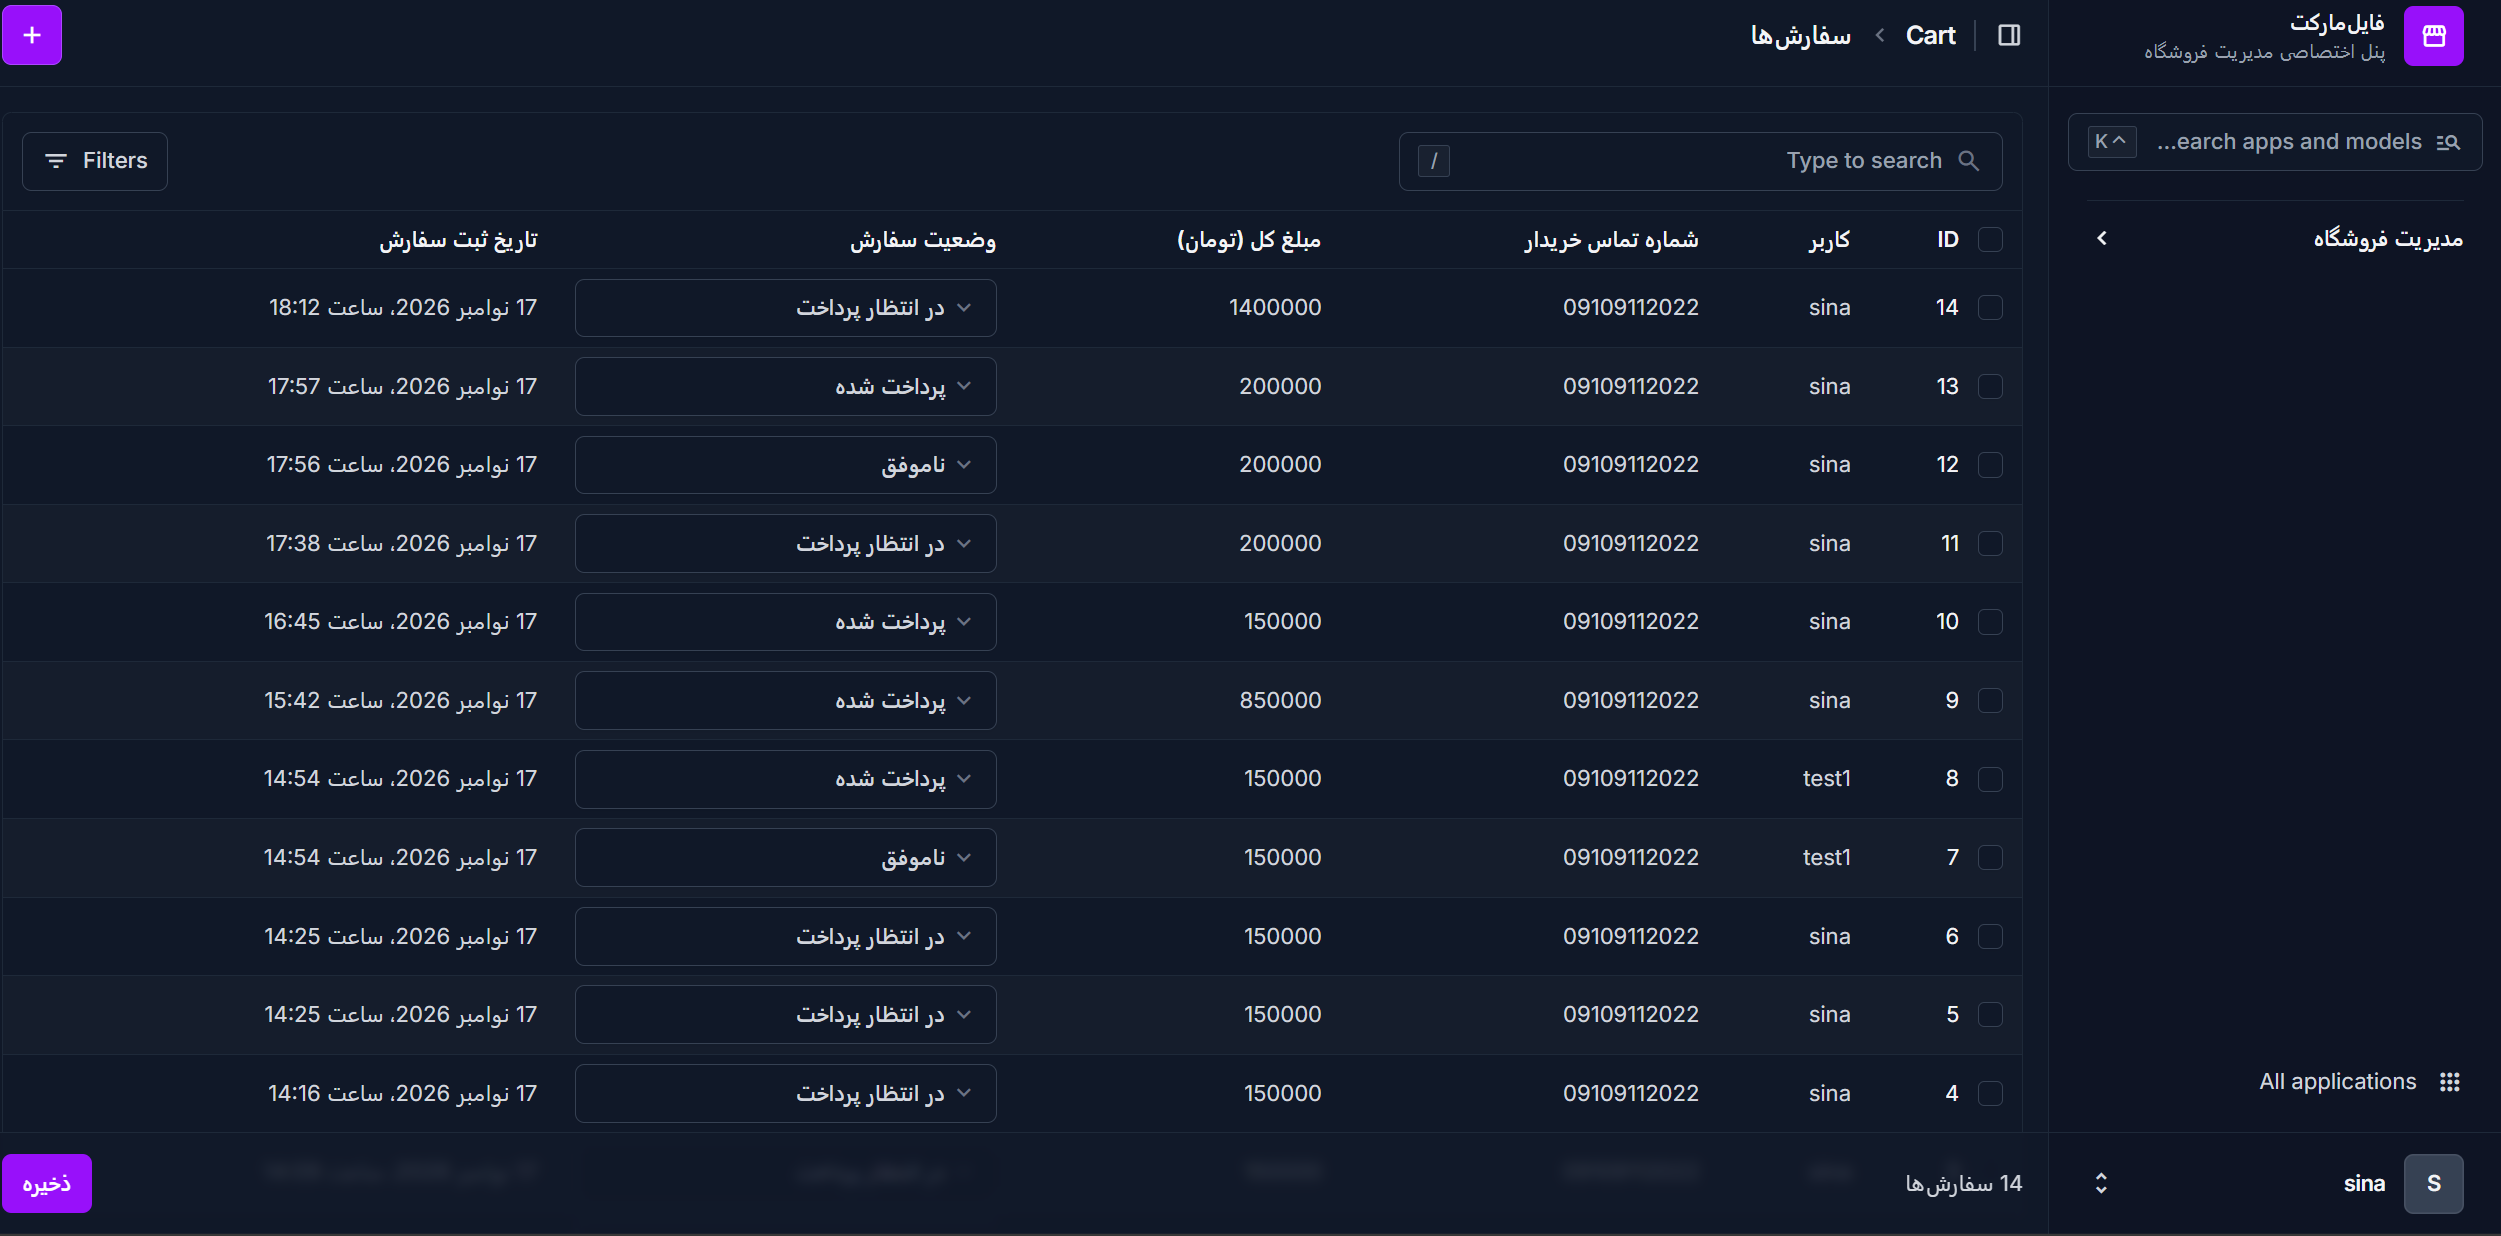 فایل‌مارکت
پنل اختصاصی مدیریت فروشگاه
Cart سفارش‌ها
+
...earch apps and models K
مدیریت فروشگاه
Type to search /
Filters
ID کاربر شماره تماس خریدار مبلغ کل (تومان) وضعیت سفارش تاریخ ثبت سفارش
14 sina 09109112022 1400000 در انتظار پرداخت 17 نوامبر 2026، ساعت 18:12
13 sina 09109112022 200000 پرداخت شده 17 نوامبر 2026، ساعت 17:57
12 sina 09109112022 200000 ناموفق 17 نوامبر 2026، ساعت 17:56
11 sina 09109112022 200000 در انتظار پرداخت 17 نوامبر 2026، ساعت 17:38
10 sina 09109112022 150000 پرداخت شده 17 نوامبر 2026، ساعت 16:45
9 sina 09109112022 850000 پرداخت شده 17 نوامبر 2026، ساعت 15:42
8 test1 09109112022 150000 پرداخت شده 17 نوامبر 2026، ساعت 14:54
7 test1 09109112022 150000 ناموفق 17 نوامبر 2026، ساعت 14:54
6 sina 09109112022 150000 در انتظار پرداخت 17 نوامبر 2026، ساعت 14:25
5 sina 09109112022 150000 در انتظار پرداخت 17 نوامبر 2026، ساعت 14:25
4 sina 09109112022 150000 در انتظار پرداخت 17 نوامبر 2026، ساعت 14:16
All applications
S sina
14 سفارش‌ها
ذخیره